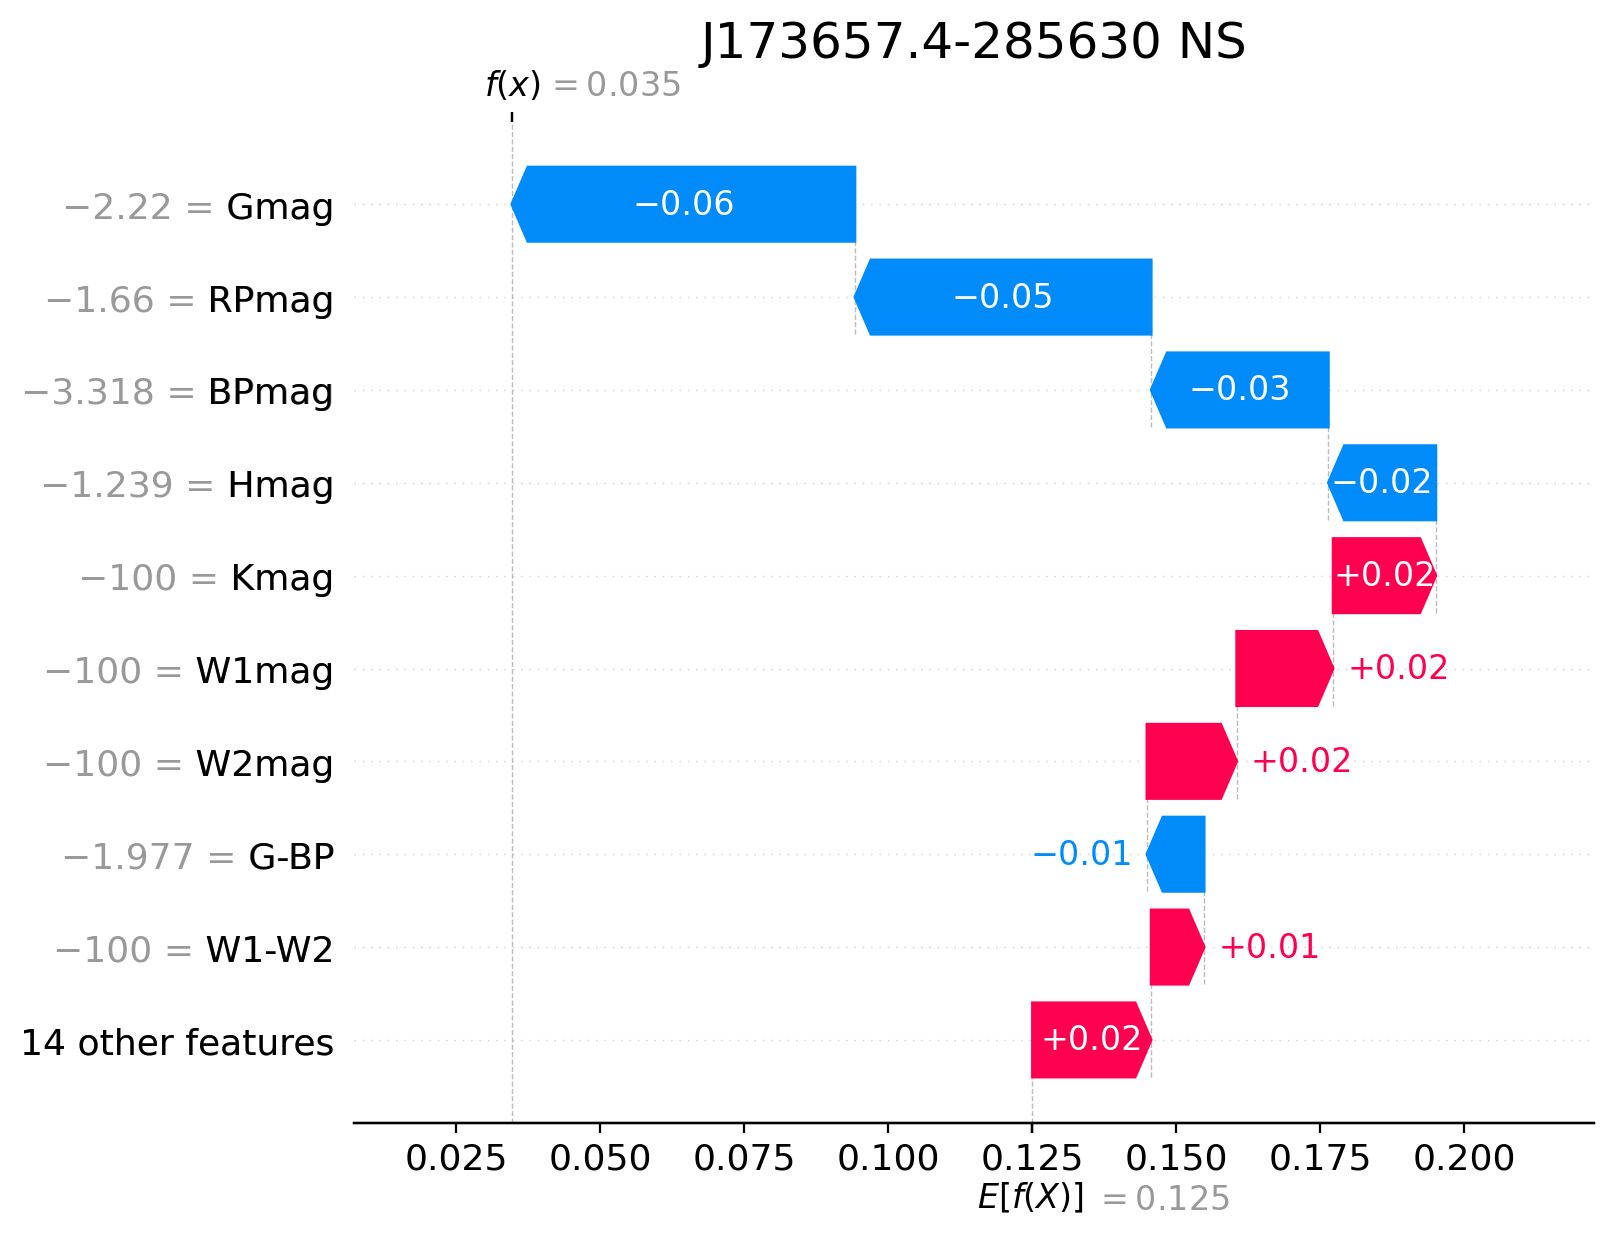 J173657.4-285630 NS
f(x) = 0.035
−2.22 = Gmag
−0.06
−1.66 = RPmag
−0.05
−3.318 = BPmag
−0.03
−1.239 = Hmag
−0.02
−100 = Kmag
+0.02
−100 = W1mag
+0.02
−100 = W2mag
+0.02
−1.977 = G-BP
−0.01
−100 = W1-W2
+0.01
14 other features
+0.02
0.025 0.050 0.075 0.100 0.125 0.150 0.175 0.200
E[f(X)] = 0.125